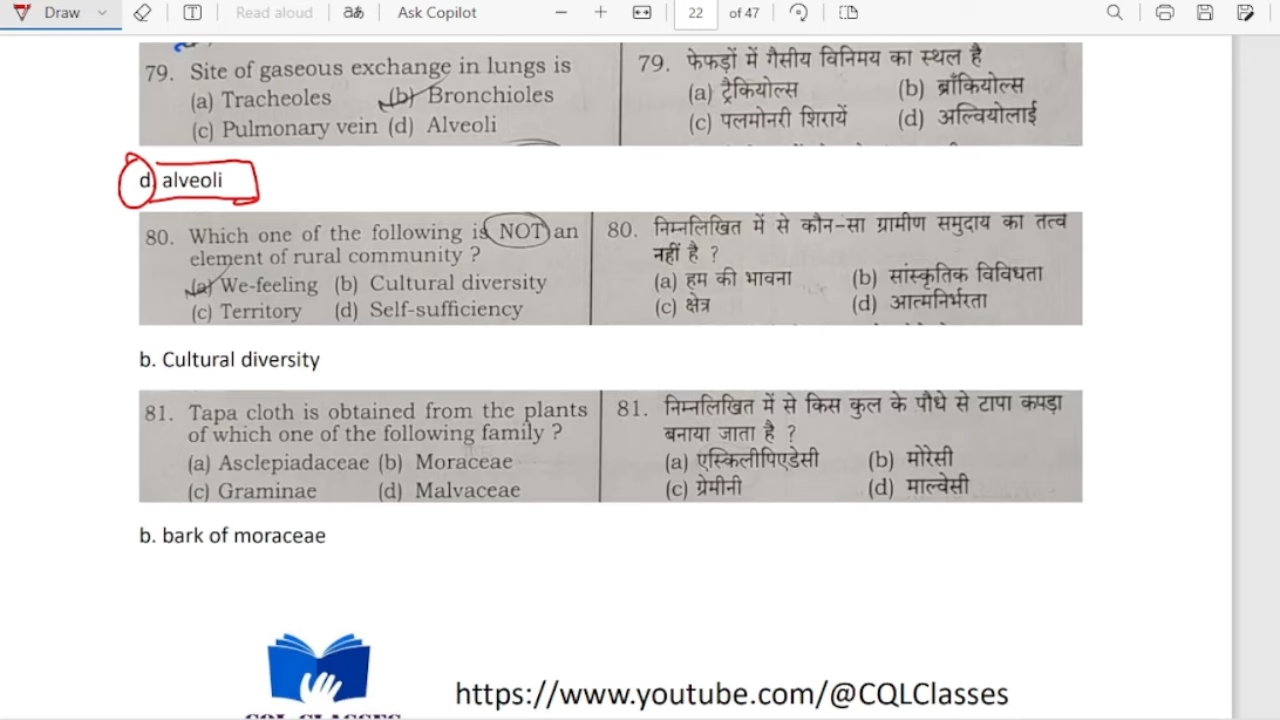 Draw
Read aloud
aあ
Ask Copilot
22 of 47
79. Site of gaseous exchange in lungs is
(a) Tracheoles (b) Bronchioles
(c) Pulmonary vein (d) Alveoli
79. फेफड़ों में गैसीय विनिमय का स्थल है
(a) ट्रैकियोल्स (b) ब्रौंकियोल्स
(c) पलमोनरी शिरायें (d) अल्वियोलाई
d. alveoli
80. Which one of the following is NOT an
element of rural community ?
(a) We-feeling (b) Cultural diversity
(c) Territory (d) Self-sufficiency
80. निम्नलिखित में से कौन-सा ग्रामीण समुदाय का तत्व
नहीं है ?
(a) हम की भावना (b) सांस्कृतिक विविधता
(c) क्षेत्र (d) आत्मनिर्भरता
b. Cultural diversity
81. Tapa cloth is obtained from the plants
of which one of the following family ?
(a) Asclepiadaceae (b) Moraceae
(c) Graminae (d) Malvaceae
81. निम्नलिखित में से किस कुल के पौधे से टापा कपड़ा
बनाया जाता है ?
(a) एस्किलीपिएडेसी (b) मोरेसी
(c) ग्रेमीनी (d) माल्वेसी
b. bark of moraceae
https://www.youtube.com/@CQLClasses
CQL CLASSES